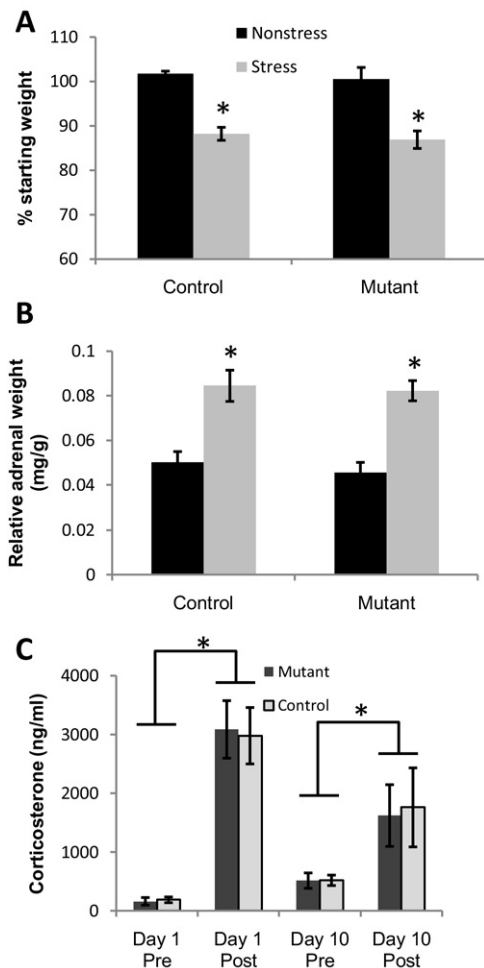 A
% starting weight
110
100
90
80
70
60
Nonstress
Stress
*
*
Control Mutant
B
Relative adrenal weight
(mg/g)
0.1
0.08
0.06
0.04
0.02
0
*
*
Control Mutant
C
Corticosterone (ng/ml)
4000
3000
2000
1000
0
*
Mutant
Control
*
Day 1 Day 1 Day 10 Day 10
Pre Post Pre Post